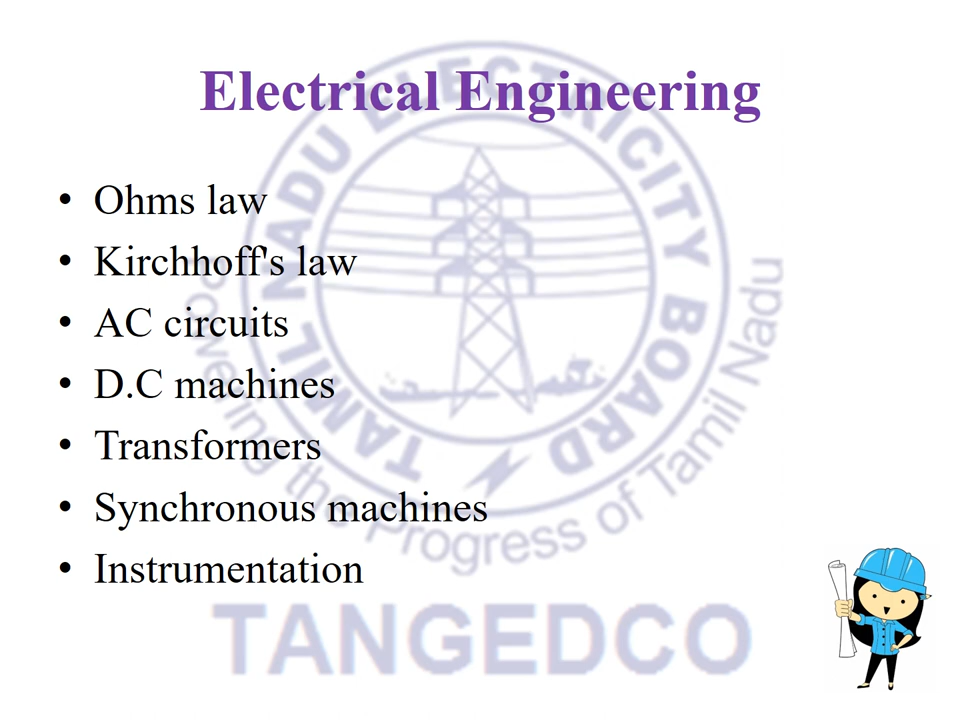 Electrical Engineering
• Ohms law
• Kirchhoff's law
• AC circuits
• D.C machines
• Transformers
• Synchronous machines
• Instrumentation
TAMIL NADU ELECTRICITY BOARD
Powering the Progress of Tamil Nadu
TANGEDCO